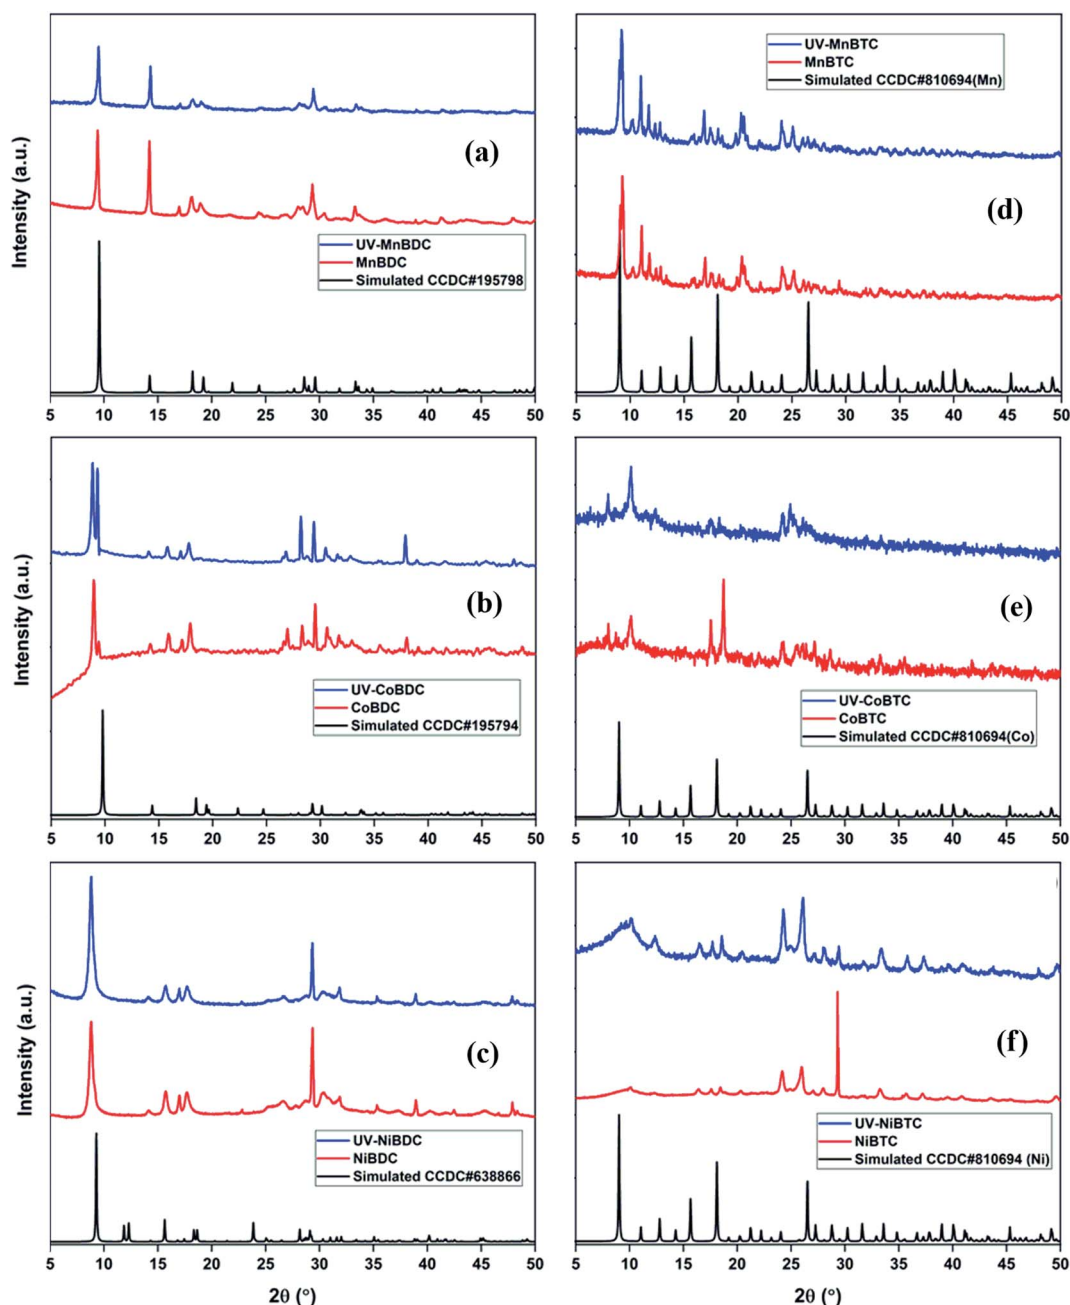 Intensity (a.u.)
UV-MnBDC
MnBDC
Simulated CCDC#195798
(a)
5 10 15 20 25 30 35 40 45 50
UV-MnBTC
MnBTC
Simulated CCDC#810694(Mn)
(d)
5 10 15 20 25 30 35 40 45 50
Intensity (a.u.)
(b)
UV-CoBDC
CoBDC
Simulated CCDC#195794
5 10 15 20 25 30 35 40 45 50
(e)
UV-CoBTC
CoBTC
Simulated CCDC#810694(Co)
5 10 15 20 25 30 35 40 45 50
Intensity (a.u.)
(c)
UV-NiBDC
NiBDC
Simulated CCDC#638866
5 10 15 20 25 30 35 40 45 50
2θ (°)
(f)
UV-NiBTC
NiBTC
Simulated CCDC#810694 (Ni)
5 10 15 20 25 30 35 40 45 50
2θ (°)